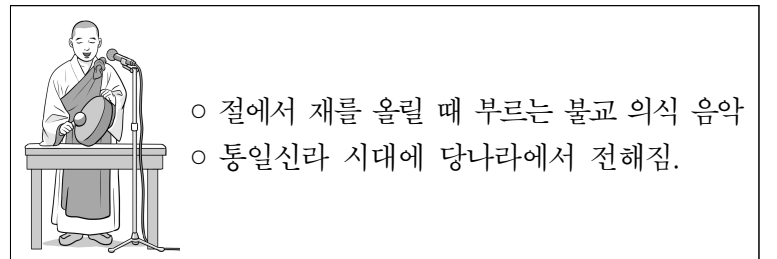 ○ 절에서 재를 올릴 때 부르는 불교 의식 음악
○ 통일신라 시대에 당나라에서 전해짐.